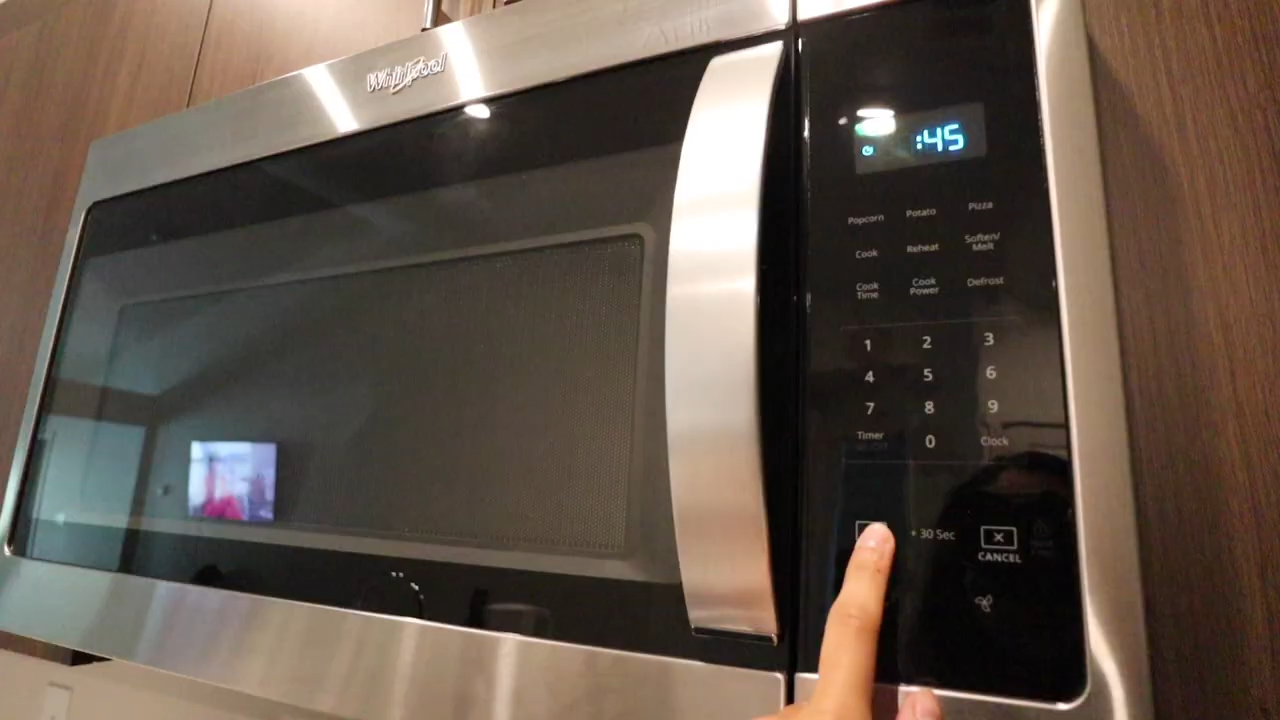 Whirlpool
:45
Popcorn Potato Pizza
Cook Reheat Soften/
Melt
Cook
Time Cook
Power Defrost
1 2 3
4 5 6
7 8 9
Timer 0 Clock
+ 30 Sec
CANCEL